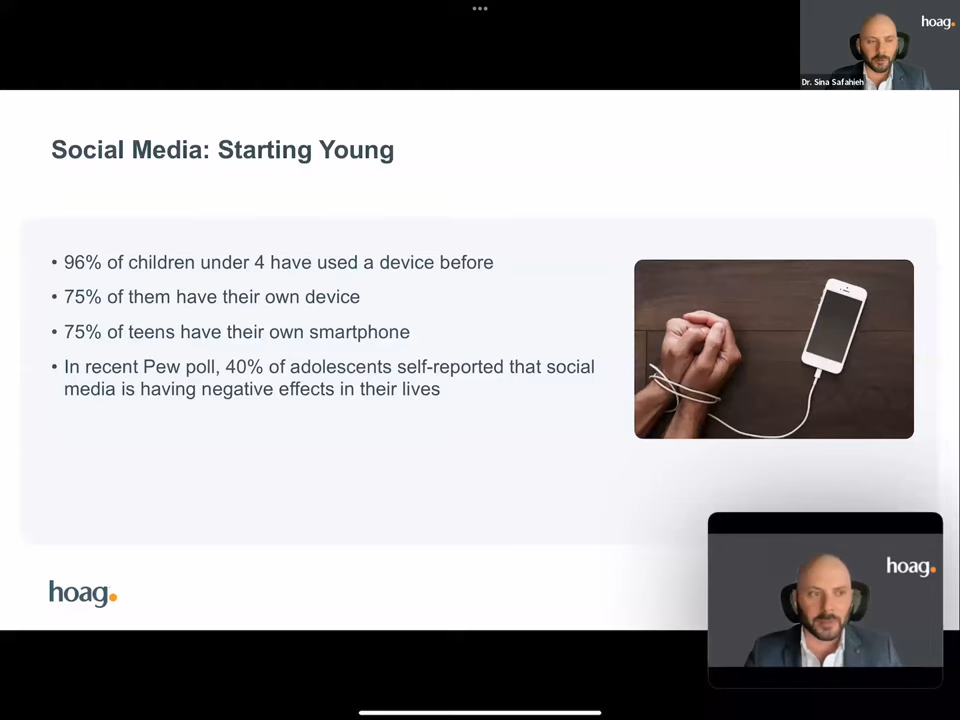 hoag.
Dr. Sina Safahieh
Social Media: Starting Young
• 96% of children under 4 have used a device before
• 75% of them have their own device
• 75% of teens have their own smartphone
• In recent Pew poll, 40% of adolescents self-reported that social
media is having negative effects in their lives
hoag.
hoag.